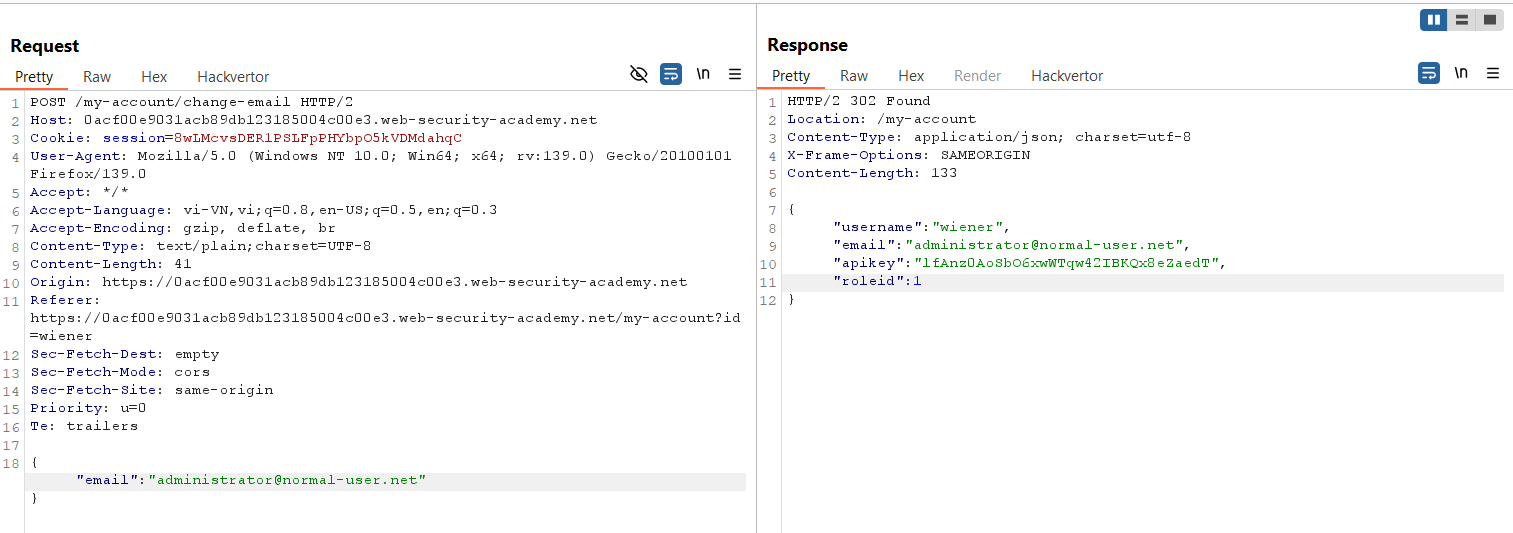 Request
Pretty Raw Hex Hackvertor \n
1 POST /my-account/change-email HTTP/2
2 Host: 0acf00e9031acb89db123185004c00e3.web-security-academy.net
3 Cookie: session=8wLMcvsDER1PSLFpPHYbpO5kVDMdahqC
4 User-Agent: Mozilla/5.0 (Windows NT 10.0; Win64; x64; rv:139.0) Gecko/20100101
Firefox/139.0
5 Accept: */*
6 Accept-Language: vi-VN,vi;q=0.8,en-US;q=0.5,en;q=0.3
7 Accept-Encoding: gzip, deflate, br
8 Content-Type: text/plain;charset=UTF-8
9 Content-Length: 41
10 Origin: https://0acf00e9031acb89db123185004c00e3.web-security-academy.net
11 Referer:
https://0acf00e9031acb89db123185004c00e3.web-security-academy.net/my-account?id
=wiener
12 Sec-Fetch-Dest: empty
13 Sec-Fetch-Mode: cors
14 Sec-Fetch-Site: same-origin
15 Priority: u=0
16 Te: trailers
17
18 {
"email":"administrator@normal-user.net"
}
Response
Pretty Raw Hex Render Hackvertor \n
1 HTTP/2 302 Found
2 Location: /my-account
3 Content-Type: application/json; charset=utf-8
4 X-Frame-Options: SAMEORIGIN
5 Content-Length: 133
6
7 {
8 "username":"wiener",
9 "email":"administrator@normal-user.net",
10 "apikey":"lfAnz0AoSbO6xwWTqw42IBKQx8eZaedT",
11 "roleid":1
12 }